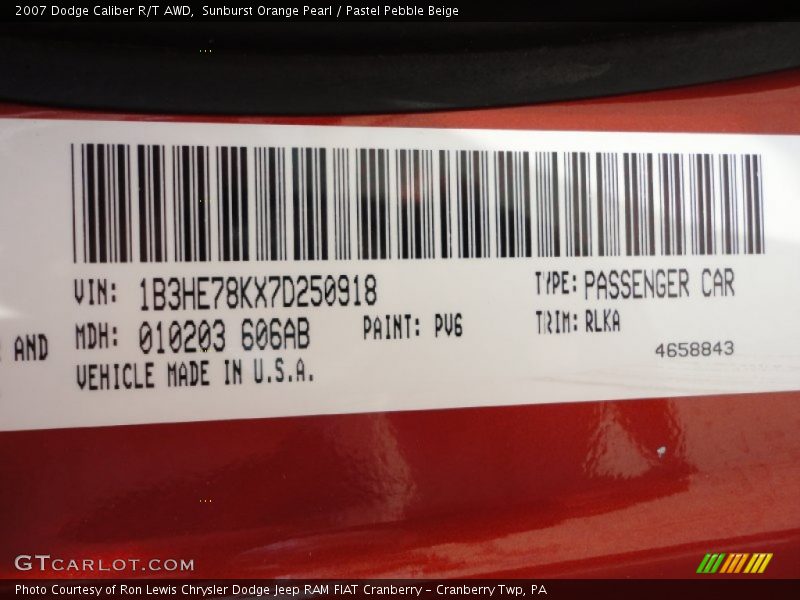 2007 Dodge Caliber R/T AWD, Sunburst Orange Pearl / Pastel Pebble Beige
VIN: 1B3HE78KX7D250918 TYPE: PASSENGER CAR
AND MDH: 010203 606AB PAINT: PV6 TRIM: RLKA
VEHICLE MADE IN U.S.A. 4658843
GTCARLOT.COM
Photo Courtesy of Ron Lewis Chrysler Dodge Jeep RAM FIAT Cranberry - Cranberry Twp, PA